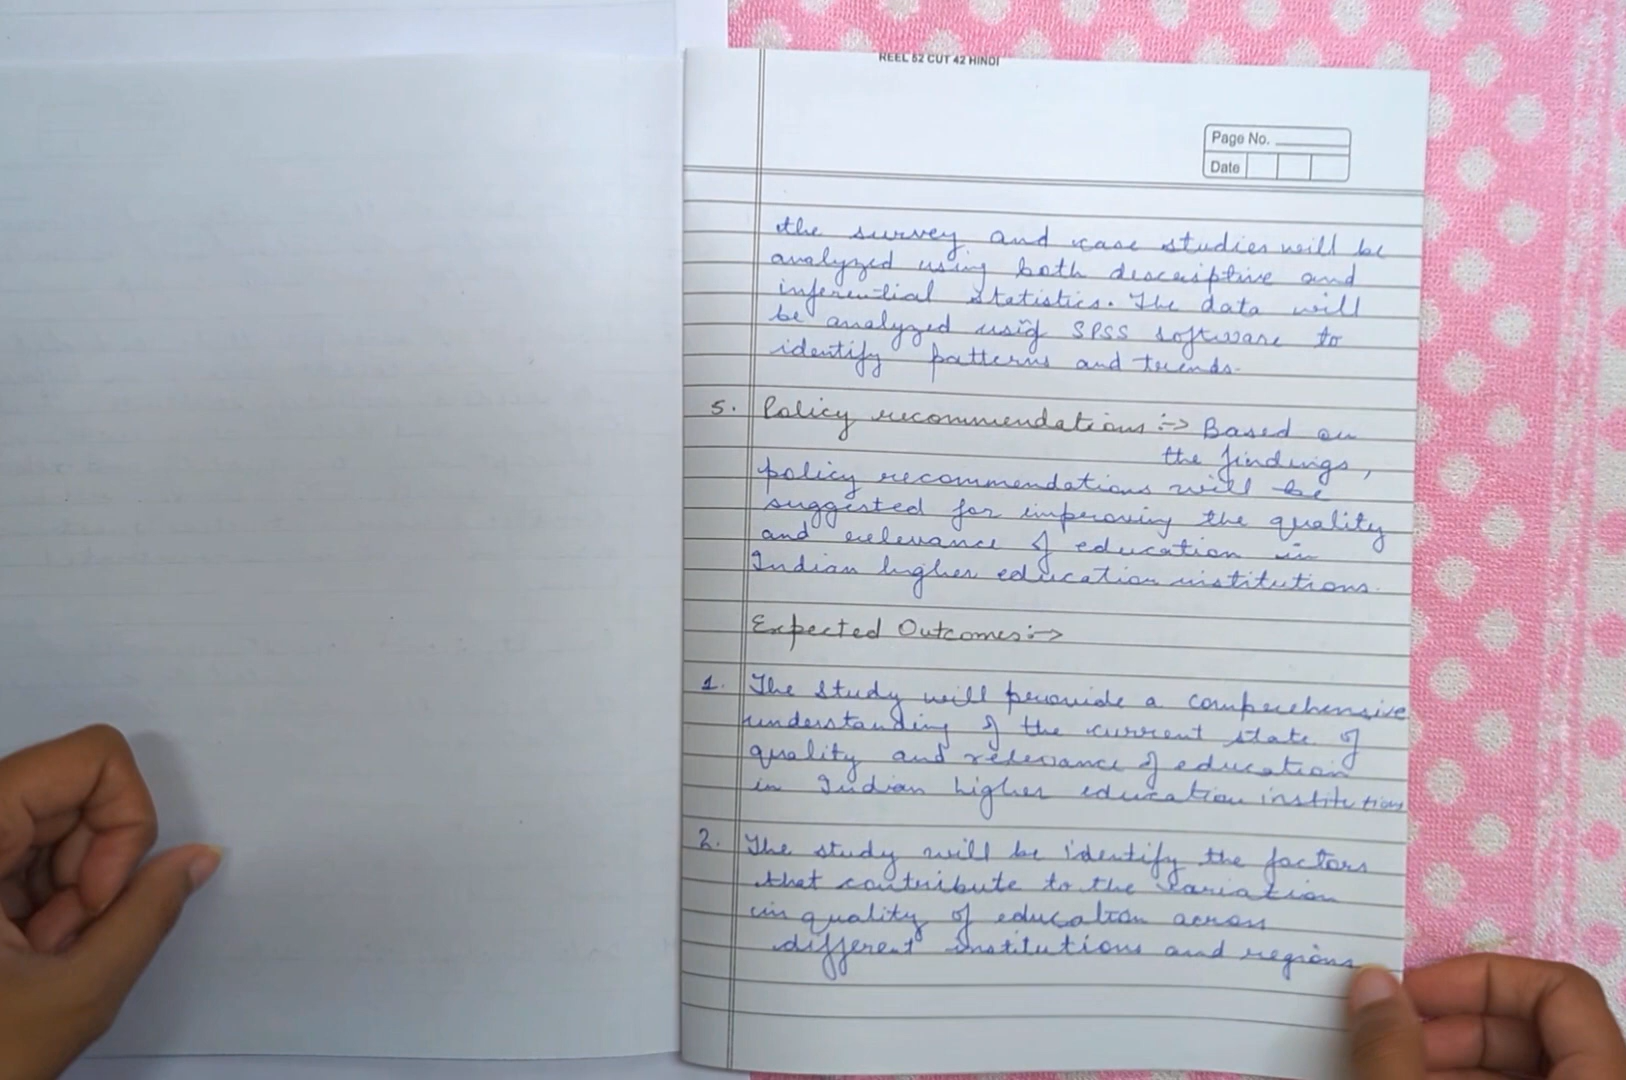 REEL 52 CUT 42 HINDI
Page No.
Date
the survey and case studies will be
analyzed using both descriptive and
inferential statistics. The data will
be analyzed usig SPSS software to
identify patterns and trends.
5. Policy recommendations :-> Based on
the findings,
policy recommendations will be
suggested for improving the quality
and relevance of education in
Indian higher education institutions.
Expected Outcomes :->
1. The study will provide a comprehensive
understanding of the current state of
quality and relevance of education
in Indian higher education institutions
2. The study will be identify the factors
that contribute to the variation
in quality of education across
different institutions and regions